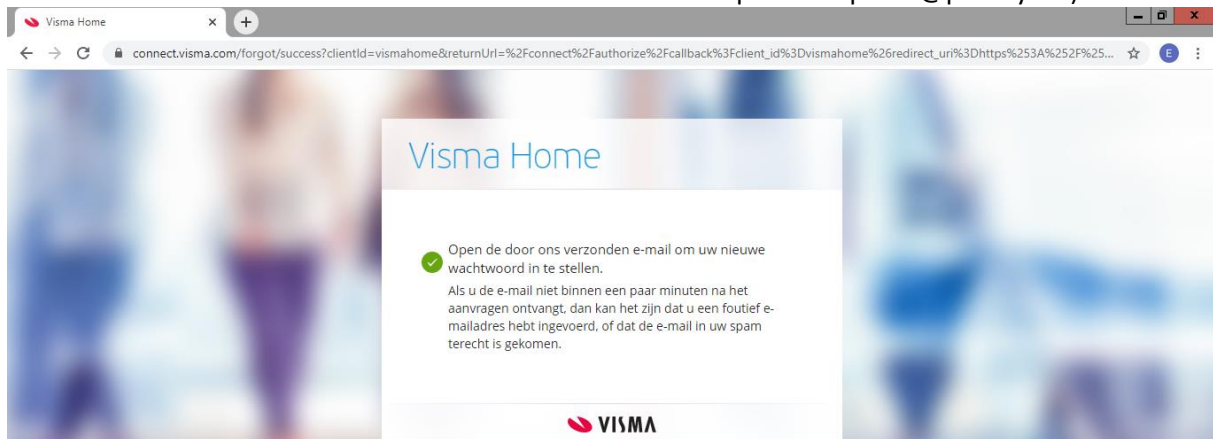 Visma Home
connect.visma.com/forgot/success?clientId=vismahome&returnUrl=%2Fconnect%2Fauthorize%2Fcallback%3Fclient_id%3Dvismahome%26redirect_uri%3Dhttps%253A%252F%25...
E
Visma Home
Open de door ons verzonden e-mail om uw nieuwe
wachtwoord in te stellen.
Als u de e-mail niet binnen een paar minuten na het
aanvragen ontvangt, dan kan het zijn dat u een foutief e-
mailadres hebt ingevoerd, of dat de e-mail in uw spam
terecht is gekomen.
VISMA